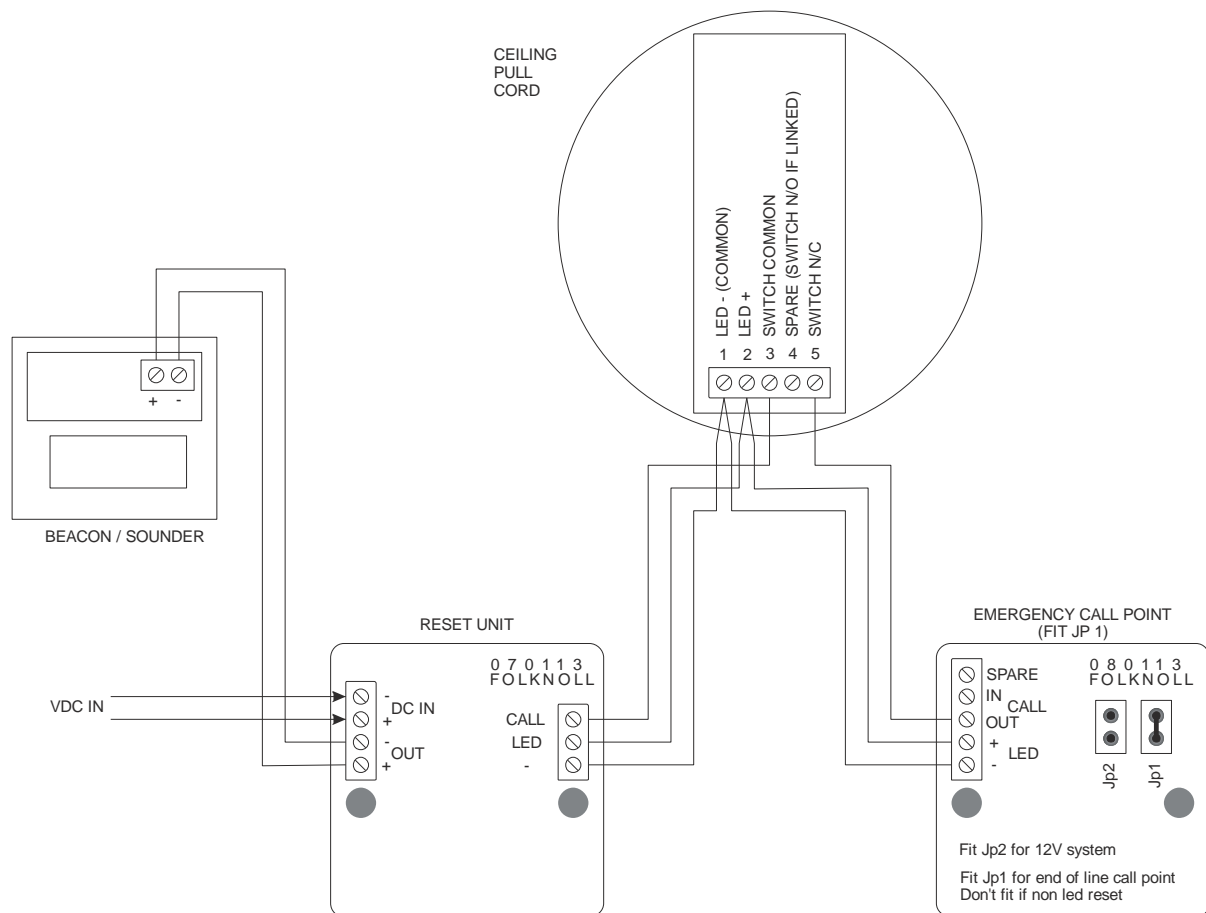 CEILING
PULL
CORD
LED - (COMMON)
LED +
SWITCH COMMON
SPARE (SWITCH N/O IF LINKED)
SWITCH N/C
1 2 3 4 5
+ -
BEACON / SOUNDER
RESET UNIT
0 7 0 1 1 3
F O L K N O L L
VDC IN
-
DC IN
+
-
OUT
+
CALL
LED
-
EMERGENCY CALL POINT
(FIT JP 1)
SPARE
IN
CALL
OUT
+
LED
-
0 8 0 1 1 3
F O L K N O L L
Jp2
Jp1
Fit Jp2 for 12V system
Fit Jp1 for end of line call point
Don't fit if non led reset